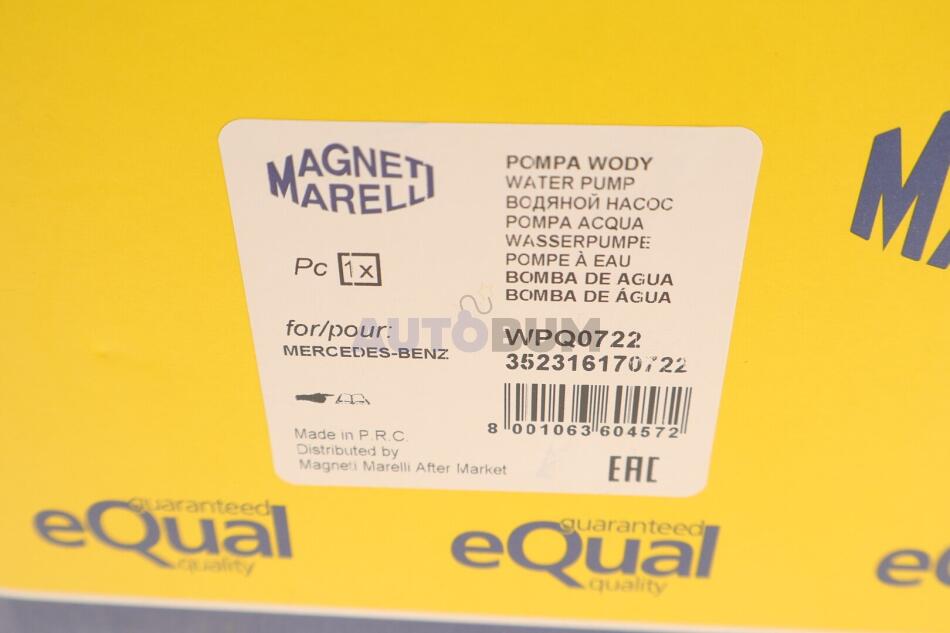 MAGNETI
MARELLI
Pc 1x
for/pour:
MERCEDES-BENZ
Made in P.R.C.
Distributed by
Magneti Marelli After Market
POMPA WODY
WATER PUMP
ВОДЯНОЙ НАСОС
POMPA ACQUA
WASSERPUMPE
POMPE À EAU
BOMBA DE AGUA
BOMBA DE ÁGUA
AUTOBUM
WPQ0722
352316170722
8 001063 604572
EAC
guaranteed
eQual
quality
guaranteed
eQual
quality